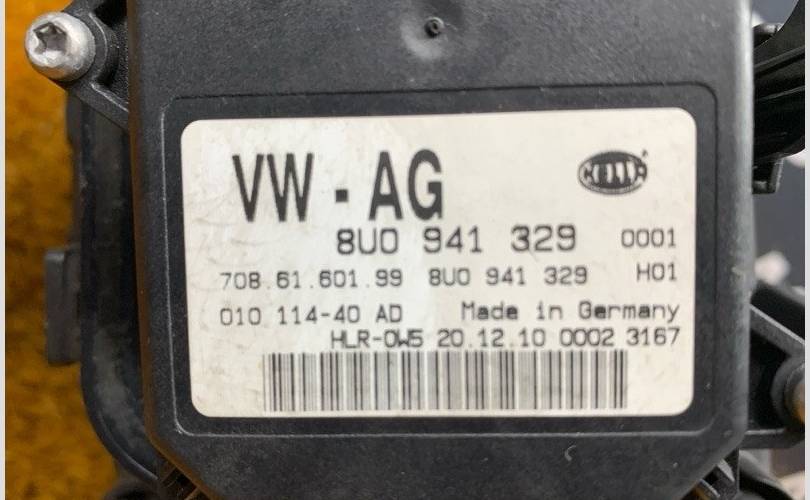 VW - AG
HELLA
8U0 941 329 0001
708.61.601.99 8U0 941 329 H01
010 114-40 AD Made in Germany
HLR-0W5 20.12.10 0002 3167